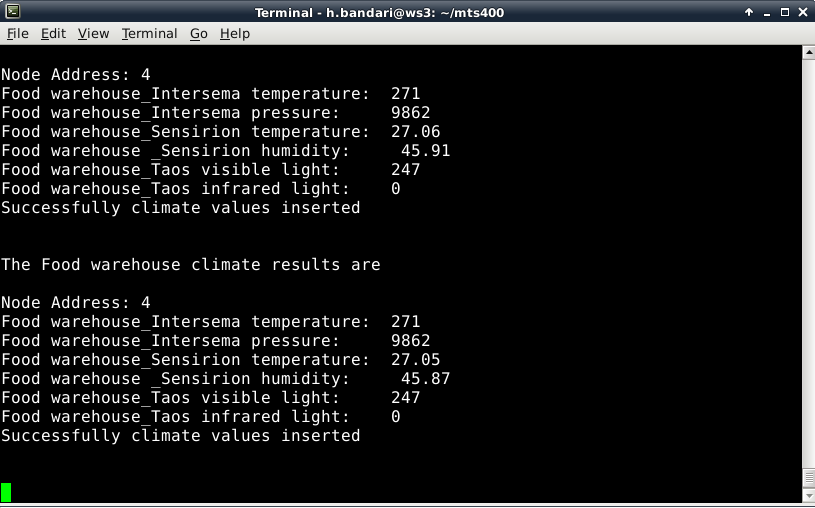 Terminal - h.bandari@ws3: ~/mts400
File Edit View Terminal Go Help
Node Address: 4
Food warehouse_Intersema temperature: 271
Food warehouse_Intersema pressure: 9862
Food warehouse_Sensirion temperature: 27.06
Food warehouse _Sensirion humidity: 45.91
Food warehouse_Taos visible light: 247
Food warehouse_Taos infrared light: 0
Successfully climate values inserted
The Food warehouse climate results are
Node Address: 4
Food warehouse_Intersema temperature: 271
Food warehouse_Intersema pressure: 9862
Food warehouse_Sensirion temperature: 27.05
Food warehouse _Sensirion humidity: 45.87
Food warehouse_Taos visible light: 247
Food warehouse_Taos infrared light: 0
Successfully climate values inserted